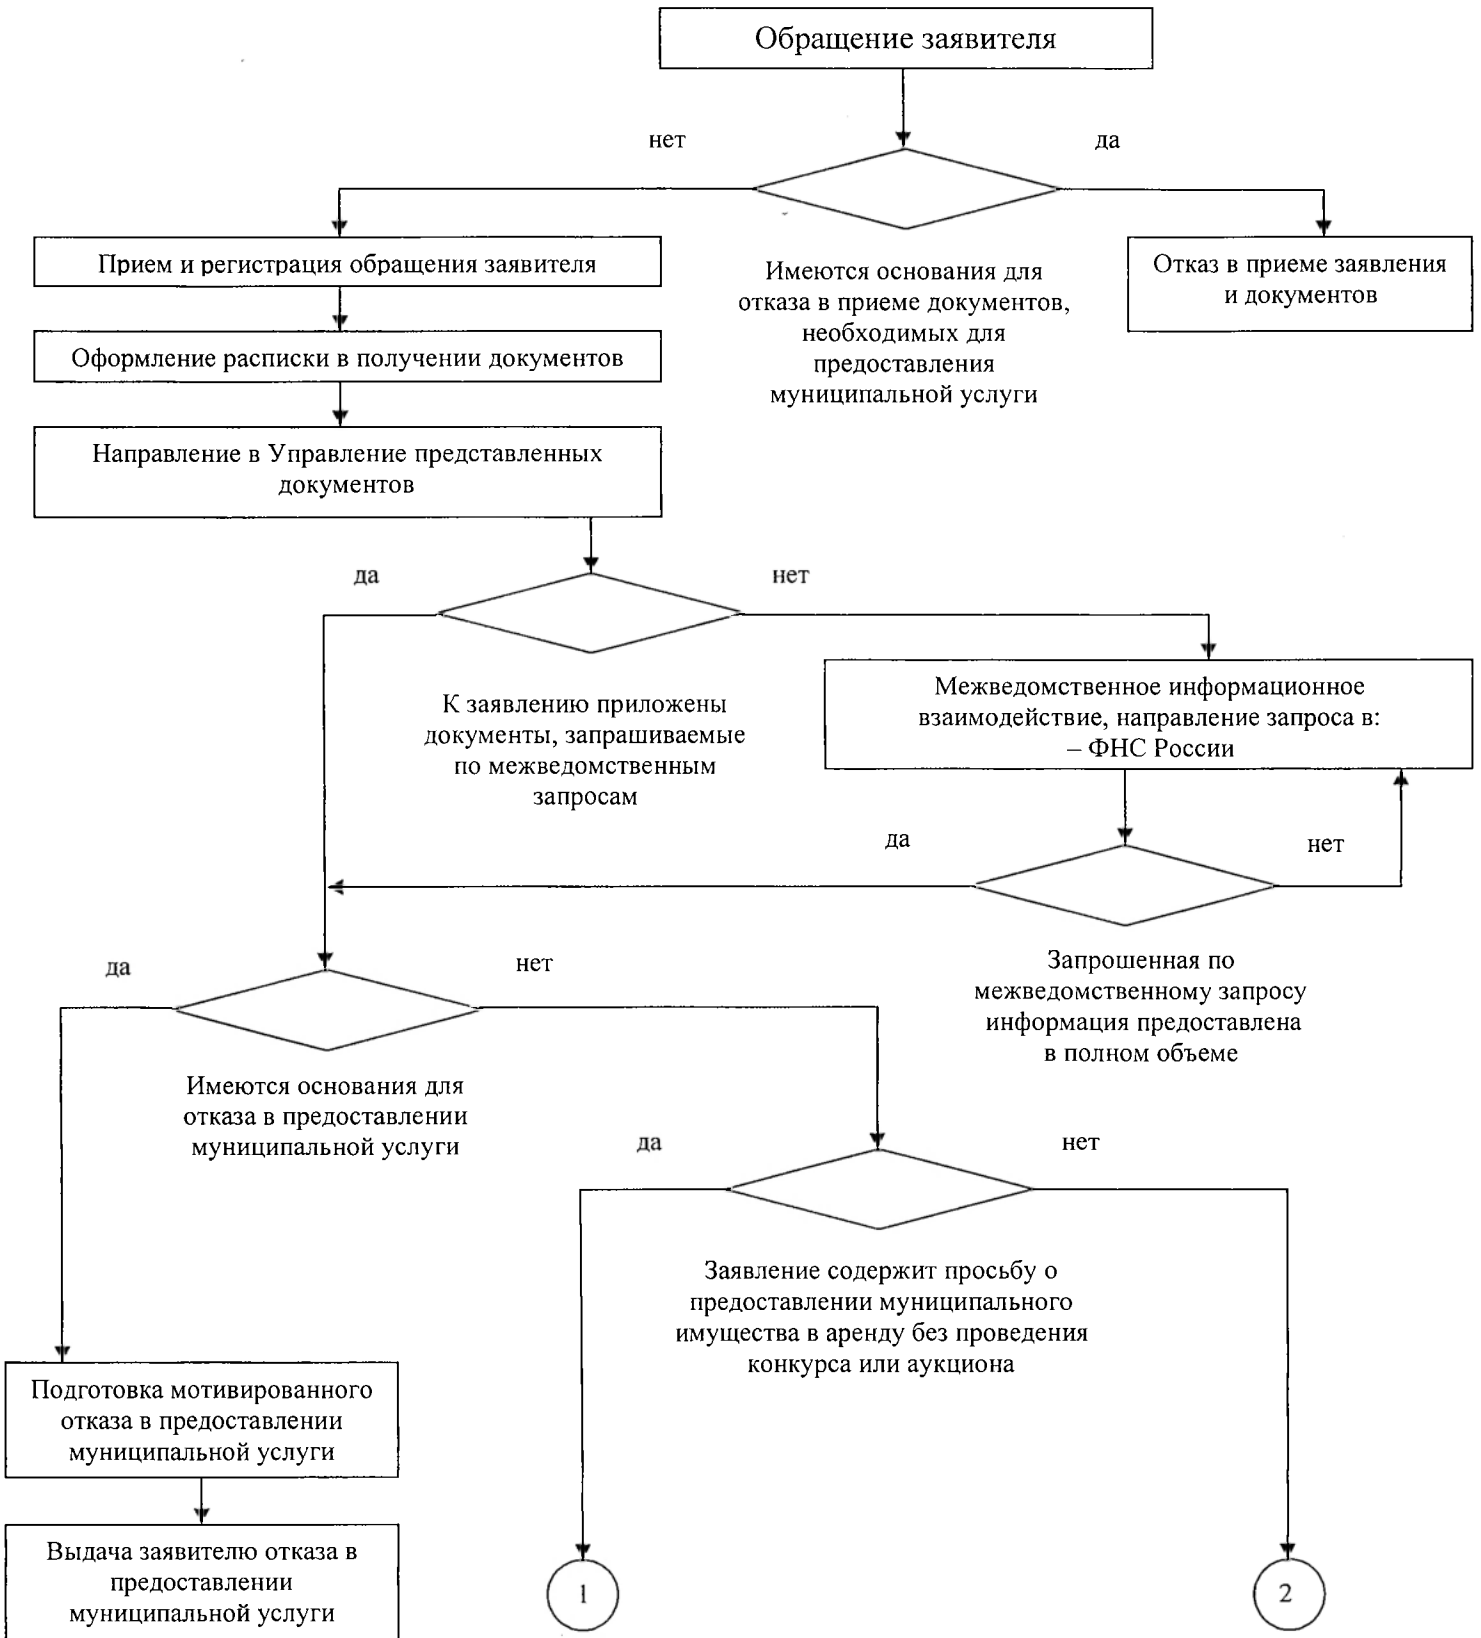 Обращение заявителя
нет
да
Прием и регистрация обращения заявителя
Имеются основания для
отказа в приеме документов,
необходимых для
предоставления
муниципальной услуги
Отказ в приеме заявления
и документов
Оформление расписки в получении документов
Направление в Управление представленных
документов
да
нет
К заявлению приложены
документы, запрашиваемые
по межведомственным
запросам
Межведомственное информационное
взаимодействие, направление запроса в:
– ФНС России
да
нет
Запрошенная по
межведомственному запросу
информация предоставлена
в полном объеме
да
нет
Имеются основания для
отказа в предоставлении
муниципальной услуги
да
нет
Заявление содержит просьбу о
предоставлении муниципального
имущества в аренду без проведения
конкурса или аукциона
Подготовка мотивированного
отказа в предоставлении
муниципальной услуги
Выдача заявителю отказа в
предоставлении
муниципальной услуги
1
2